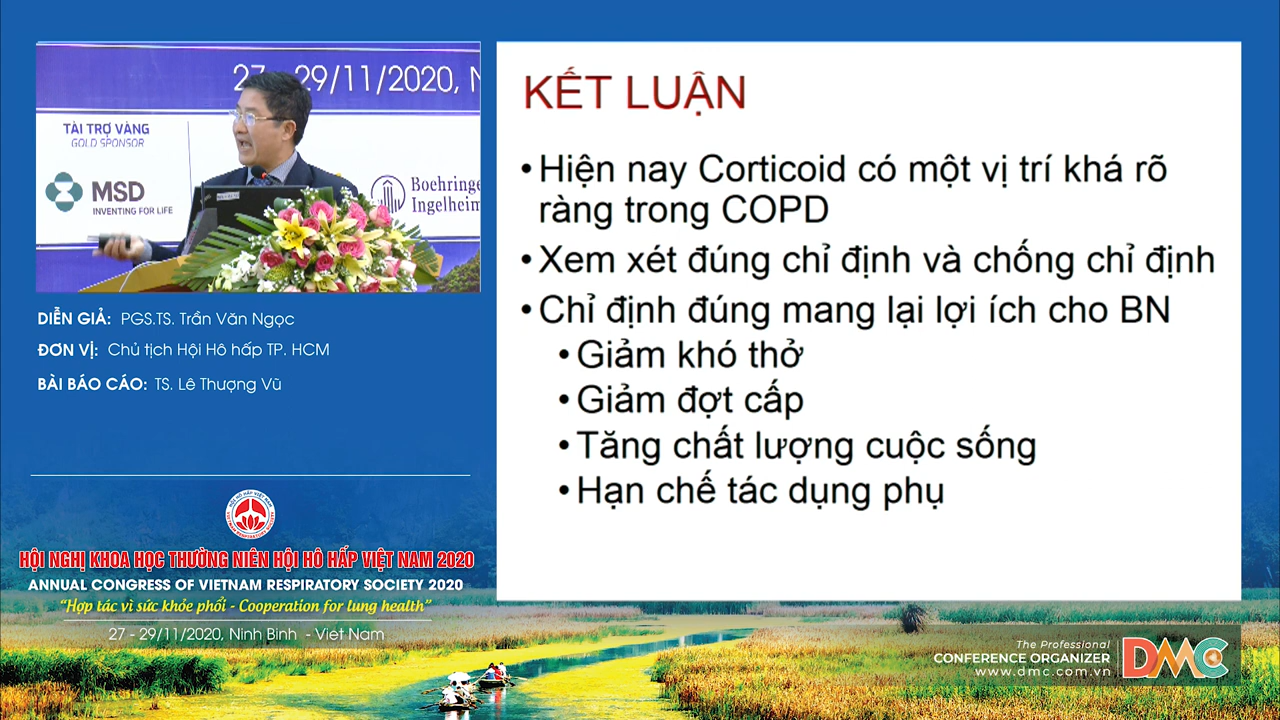 27 - 29/11/2020, N
TÀI TRỢ VÀNG
GOLD SPONSOR
MSD
INVENTING FOR LIFE
Boehringe
Ingelheim
DIỄN GIẢ: PGS.TS. Trần Văn Ngọc
ĐƠN VỊ: Chủ tịch Hội Hô hấp TP. HCM
BÀI BÁO CÁO: TS. Lê Thượng Vũ
HỘI NGHỊ KHOA HỌC THƯỜNG NIÊN HỘI HÔ HẤP VIỆT NAM 2020
ANNUAL CONGRESS OF VIETNAM RESPIRATORY SOCIETY 2020
"Hợp tác vì sức khỏe phổi - Cooperation for lung health"
27 - 29/11/2020, Ninh Binh - Viet Nam
KẾT LUẬN
•Hiện nay Corticoid có một vị trí khá rõ
ràng trong COPD
•Xem xét đúng chỉ định và chống chỉ định
•Chỉ định đúng mang lại lợi ích cho BN
•Giảm khó thở
•Giảm đợt cấp
•Tăng chất lượng cuộc sống
•Hạn chế tác dụng phụ
The Professional
CONFERENCE ORGANIZER
www.dmc.com.vn
DMC